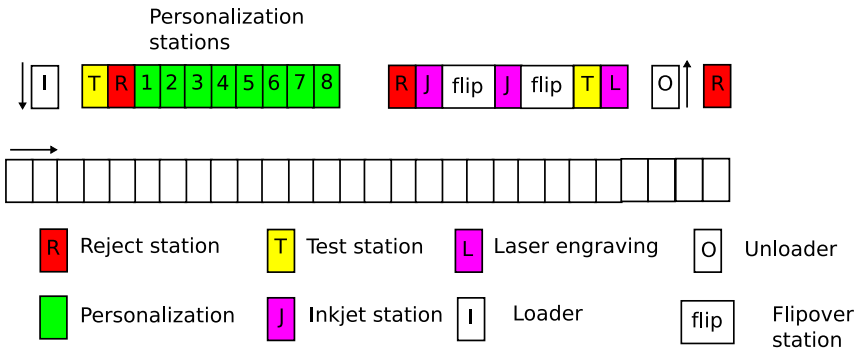 Personalization
stations
I T R 1 2 3 4 5 6 7 8 R J flip J flip T L O R
R Reject station T Test station L Laser engraving O Unloader
Personalization J Inkjet station I Loader flip Flipover
station